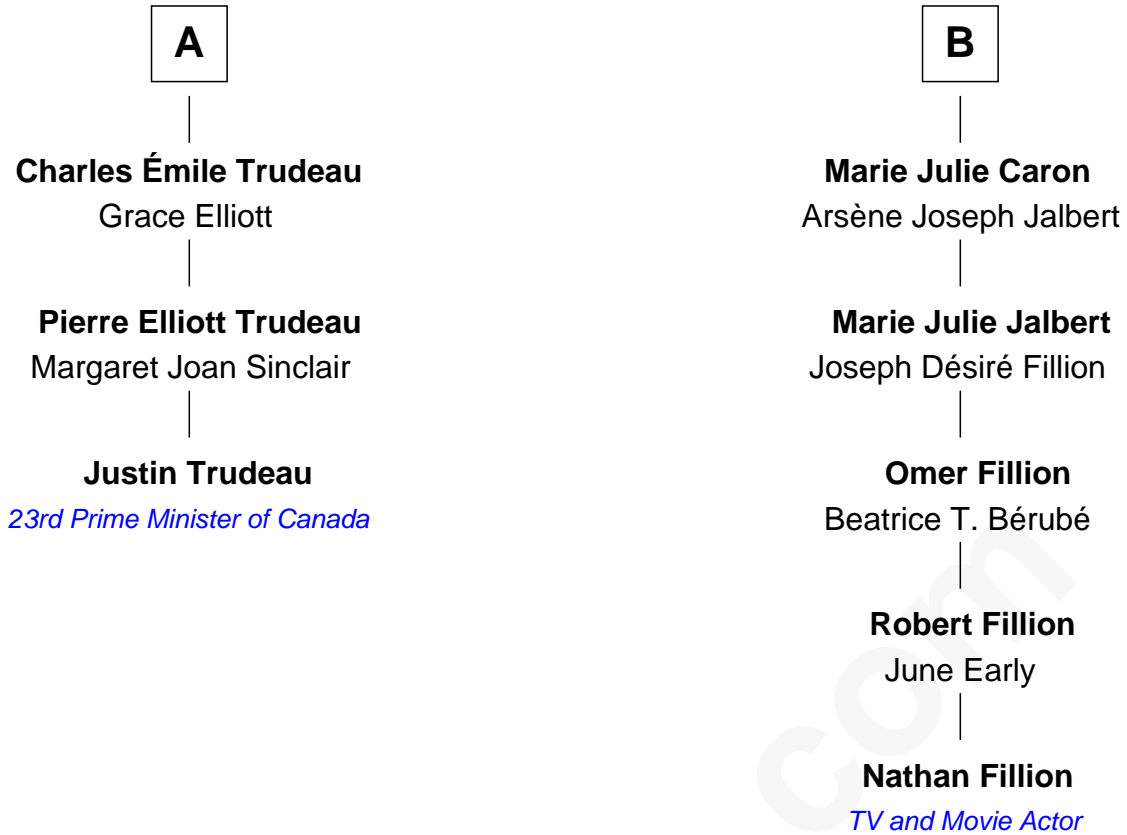 A
Charles Émile Trudeau
Grace Elliott
Pierre Elliott Trudeau
Margaret Joan Sinclair
Justin Trudeau
23rd Prime Minister of Canada
B
Marie Julie Caron
Arsène Joseph Jalbert
Marie Julie Jalbert
Joseph Désiré Fillion
Omer Fillion
Beatrice T. Bérubé
Robert Fillion
June Early
Nathan Fillion
TV and Movie Actor
com